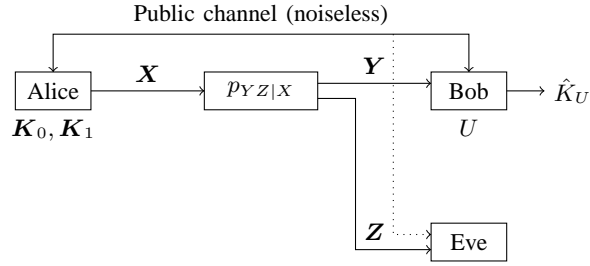 Public channel (noiseless)
Alice
X
p_{YZ|X}
Y
Bob
K̂_U
K_0, K_1
U
Z
Eve